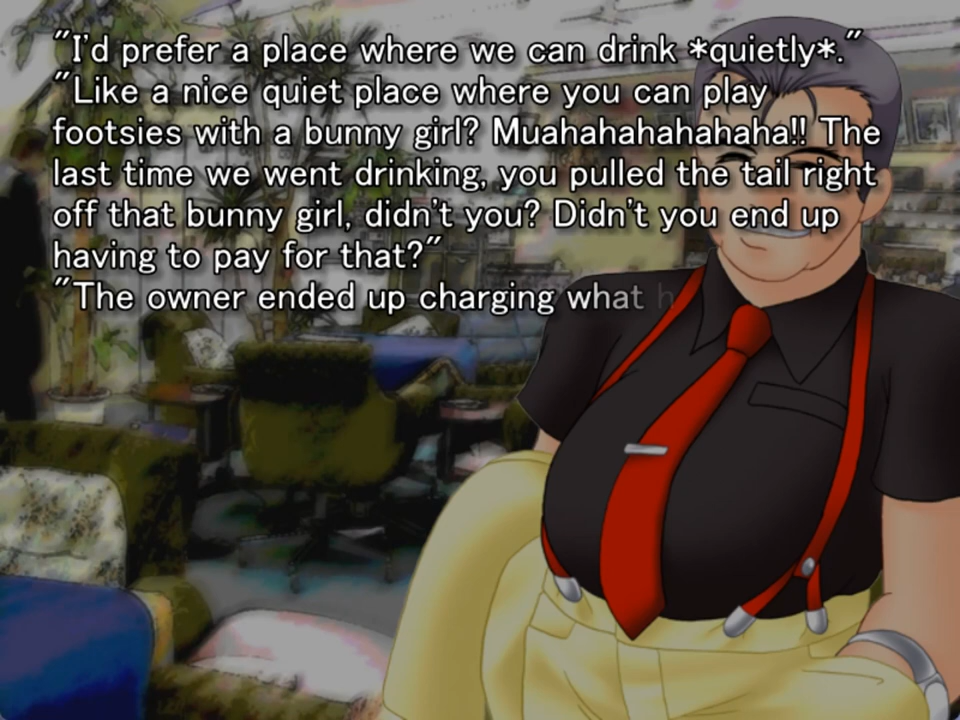 "I'd prefer a place where we can drink *quietly*."
"Like a nice quiet place where you can play
footsies with a bunny girl? Muahahahahahaha!! The
last time we went drinking, you pulled the tail right
off that bunny girl, didn't you? Didn't you end up
having to pay for that?"
"The owner ended up charging what h